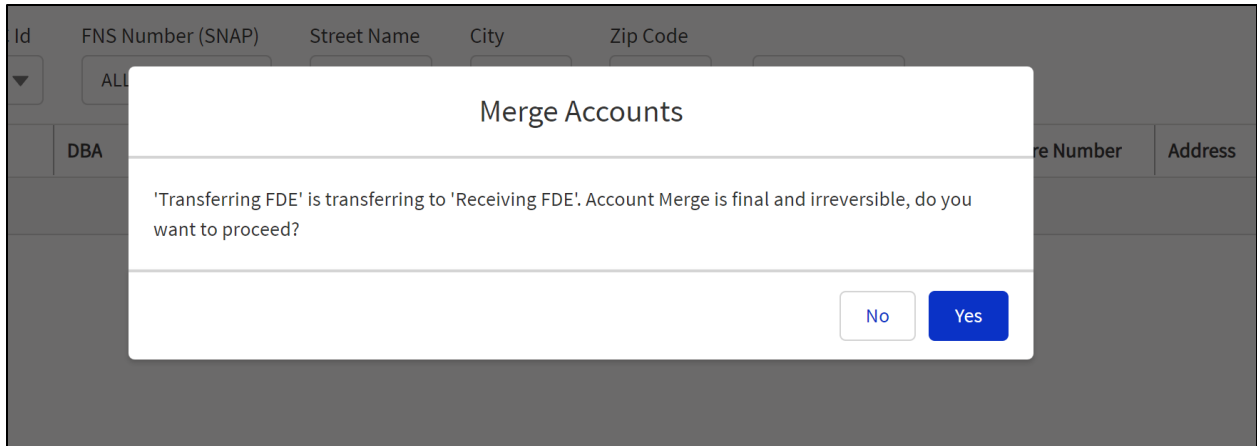 Id FNS Number (SNAP) Street Name City Zip Code
ALL
Merge Accounts
DBA re Number Address
'Transferring FDE' is transferring to 'Receiving FDE'. Account Merge is final and irreversible, do you
want to proceed?
No Yes